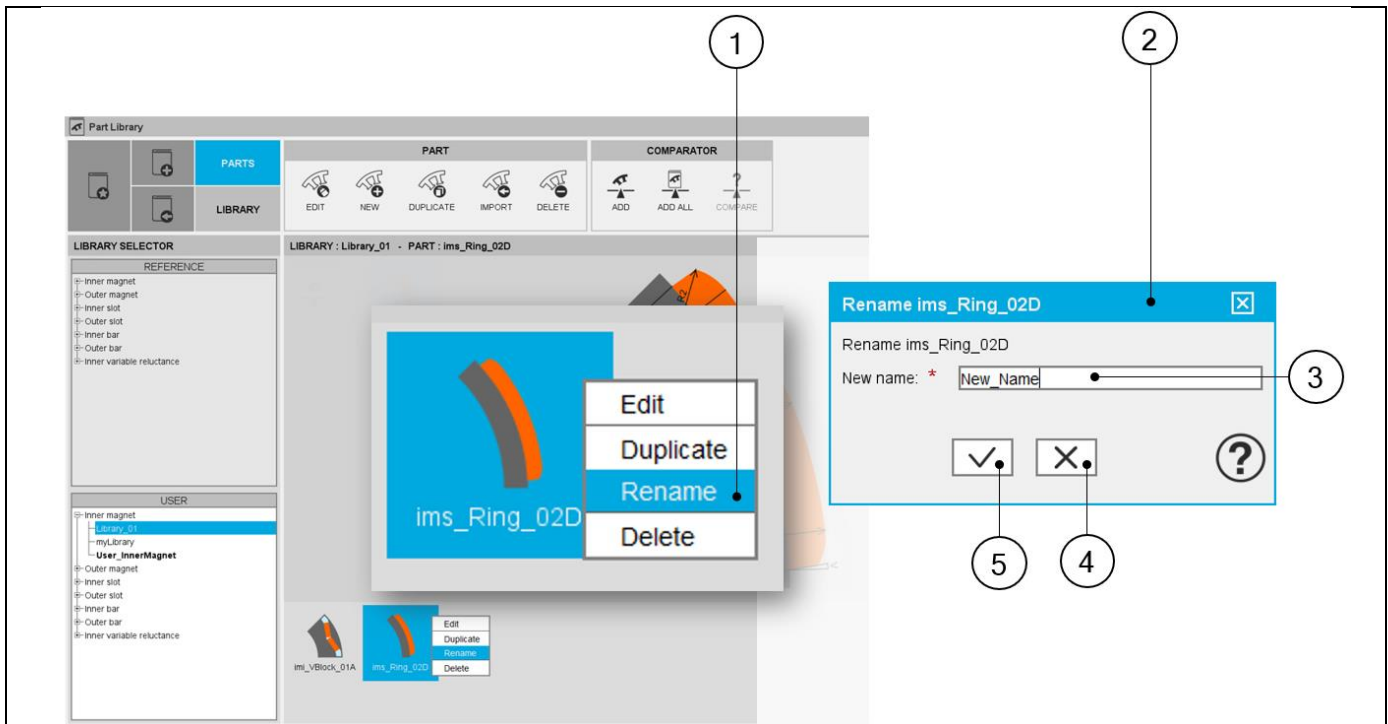 1
2
Part Library
PARTS
LIBRARY
PART
EDIT
NEW
DUPLICATE
IMPORT
DELETE
COMPARATOR
ADD
ADD ALL
COMPARE
LIBRARY SELECTOR
REFERENCE
Inner magnet
Outer magnet
Inner slot
Outer slot
Inner bar
Outer bar
Inner variable reluctance
USER
Inner magnet
Library_01
myLibrary
User_InnerMagnet
Outer magnet
Inner slot
Outer slot
Inner bar
Outer bar
Inner variable reluctance
LIBRARY : Library_01 - PART : ims_Ring_02D
R2
ims_Ring_02D
Edit
Duplicate
Rename
Delete
imi_VBlock_01A
ims_Ring_02D
Edit
Duplicate
Rename
Delete
Rename ims_Ring_02D
Rename ims_Ring_02D
New name: * New_Name
3
?
5
4